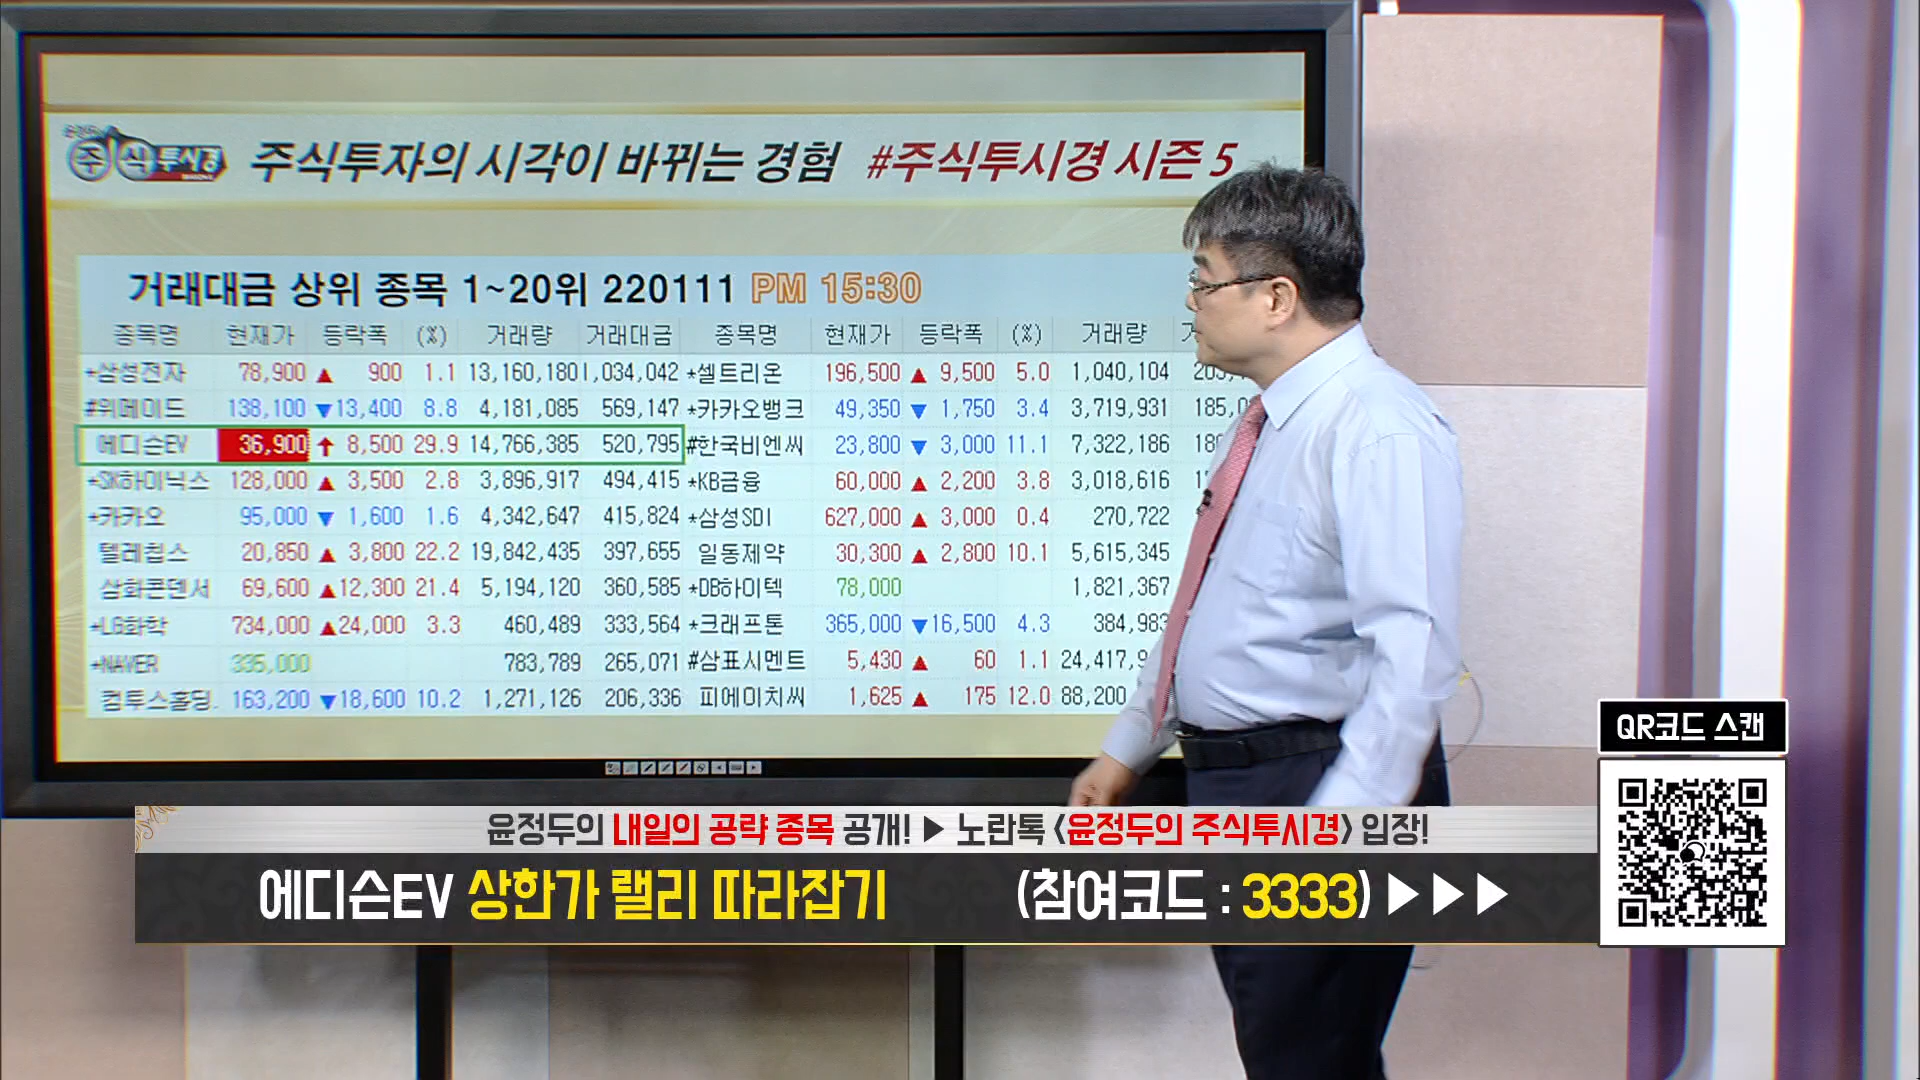 주식투시경
주식투자의 시각이 바뀌는 경험 #주식투시경 시즌 5
거래대금 상위 종목 1~20위 220111 PM 15:30
종목명 현재가 등락폭 (%) 거래량 거래대금 종목명 현재가 등락폭 (%) 거래량
*삼성전자 78,900 ▲ 900 1.1 13,160,180 1,034,042 *셀트리온 196,500 ▲ 9,500 5.0 1,040,104
#위메이드 138,100 ▼ 13,400 8.8 4,181,085 569,147 *카카오뱅크 49,350 ▼ 1,750 3.4 3,719,931
에디슨EV 36,900 ↑ 8,500 29.9 14,766,385 520,795 #한국비엔씨 23,800 ▼ 3,000 11.1 7,322,186
*SK하이닉스 128,000 ▲ 3,500 2.8 3,896,917 494,415 *KB금융 60,000 ▲ 2,200 3.8 3,018,616
*카카오 95,000 ▼ 1,600 1.6 4,342,647 415,824 *삼성SDI 627,000 ▲ 3,000 0.4 270,722
텔레칩스 20,850 ▲ 3,800 22.2 19,842,435 397,655 일동제약 30,300 ▲ 2,800 10.1 5,615,345
삼화콘덴서 69,600 ▲ 12,300 21.4 5,194,120 360,585 *DB하이텍 78,000 1,821,367
*LG화학 734,000 ▲ 24,000 3.3 460,489 333,564 *크래프톤 365,000 ▼ 16,500 4.3 384,983
*NAVER 335,000 783,789 265,071 #삼표시멘트 5,430 ▲ 60 1.1 24,417,9
컴투스홀딩. 163,200 ▼ 18,600 10.2 1,271,126 206,336 피에이치씨 1,625 ▲ 175 12.0 88,200
QR코드 스캔
윤정두의 내일의 공략 종목 공개! ▶ 노란톡 <윤정두의 주식투시경> 입장!
에디슨EV 상한가 랠리 따라잡기 (참여코드 : 3333) ▶▶▶